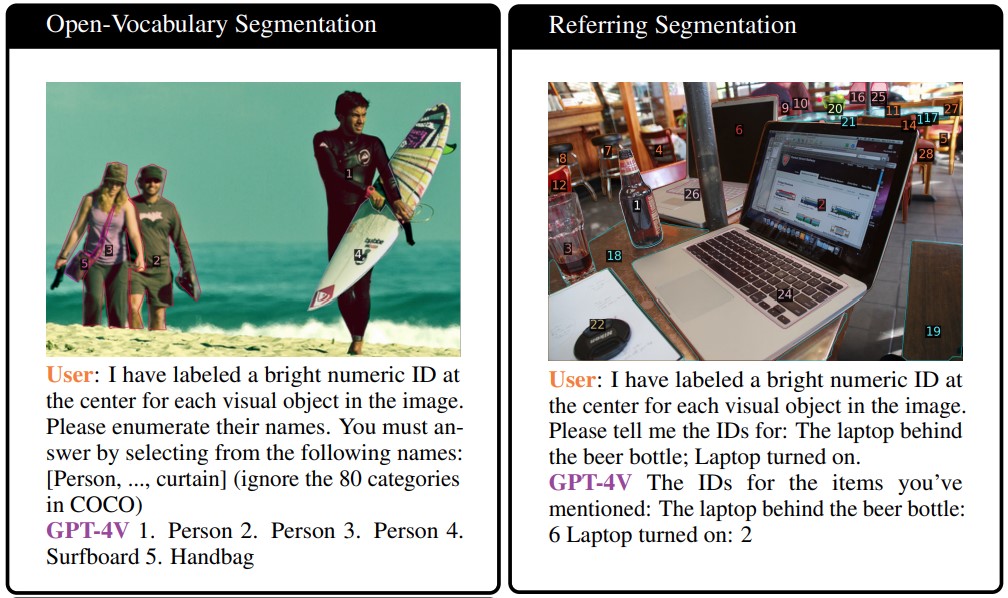 Open-Vocabulary Segmentation
1
2
3
4
5
User: I have labeled a bright numeric ID at
the center for each visual object in the image.
Please enumerate their names. You must an-
swer by selecting from the following names:
[Person, ..., curtain] (ignore the 80 categories
in COCO)
GPT-4V 1. Person 2. Person 3. Person 4.
Surfboard 5. Handbag
Referring Segmentation
9 10
16 25
20
21
11
27
14
117
5
28
6
8
7
4
12
1
26
2
3
18
24
22
19
User: I have labeled a bright numeric ID at
the center for each visual object in the image.
Please tell me the IDs for: The laptop behind
the beer bottle; Laptop turned on.
GPT-4V The IDs for the items you've
mentioned: The laptop behind the beer bottle:
6 Laptop turned on: 2